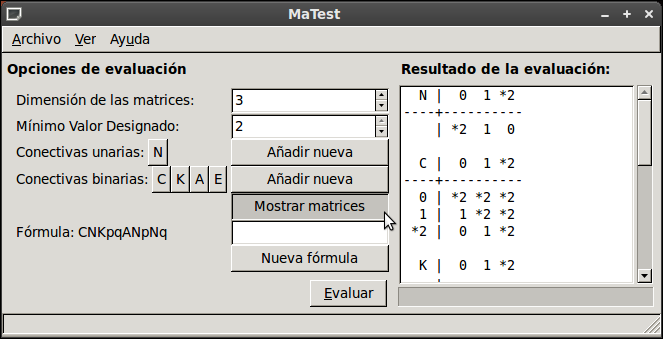 MaTest
Archivo Ver Ayuda
Opciones de evaluación
Dimensión de las matrices: 3
Mínimo Valor Designado: 2
Conectivas unarias: N Añadir nueva
Conectivas binarias: C K A E Añadir nueva
Mostrar matrices
Fórmula: CNKpqANpNq
Nueva fórmula
Evaluar
Resultado de la evaluación:
N | 0 1 *2
----+----------
| *2 1 0
C | 0 1 *2
----+----------
0 | *2 *2 *2
1 | 1 *2 *2
*2 | 0 1 *2
K | 0 1 *2